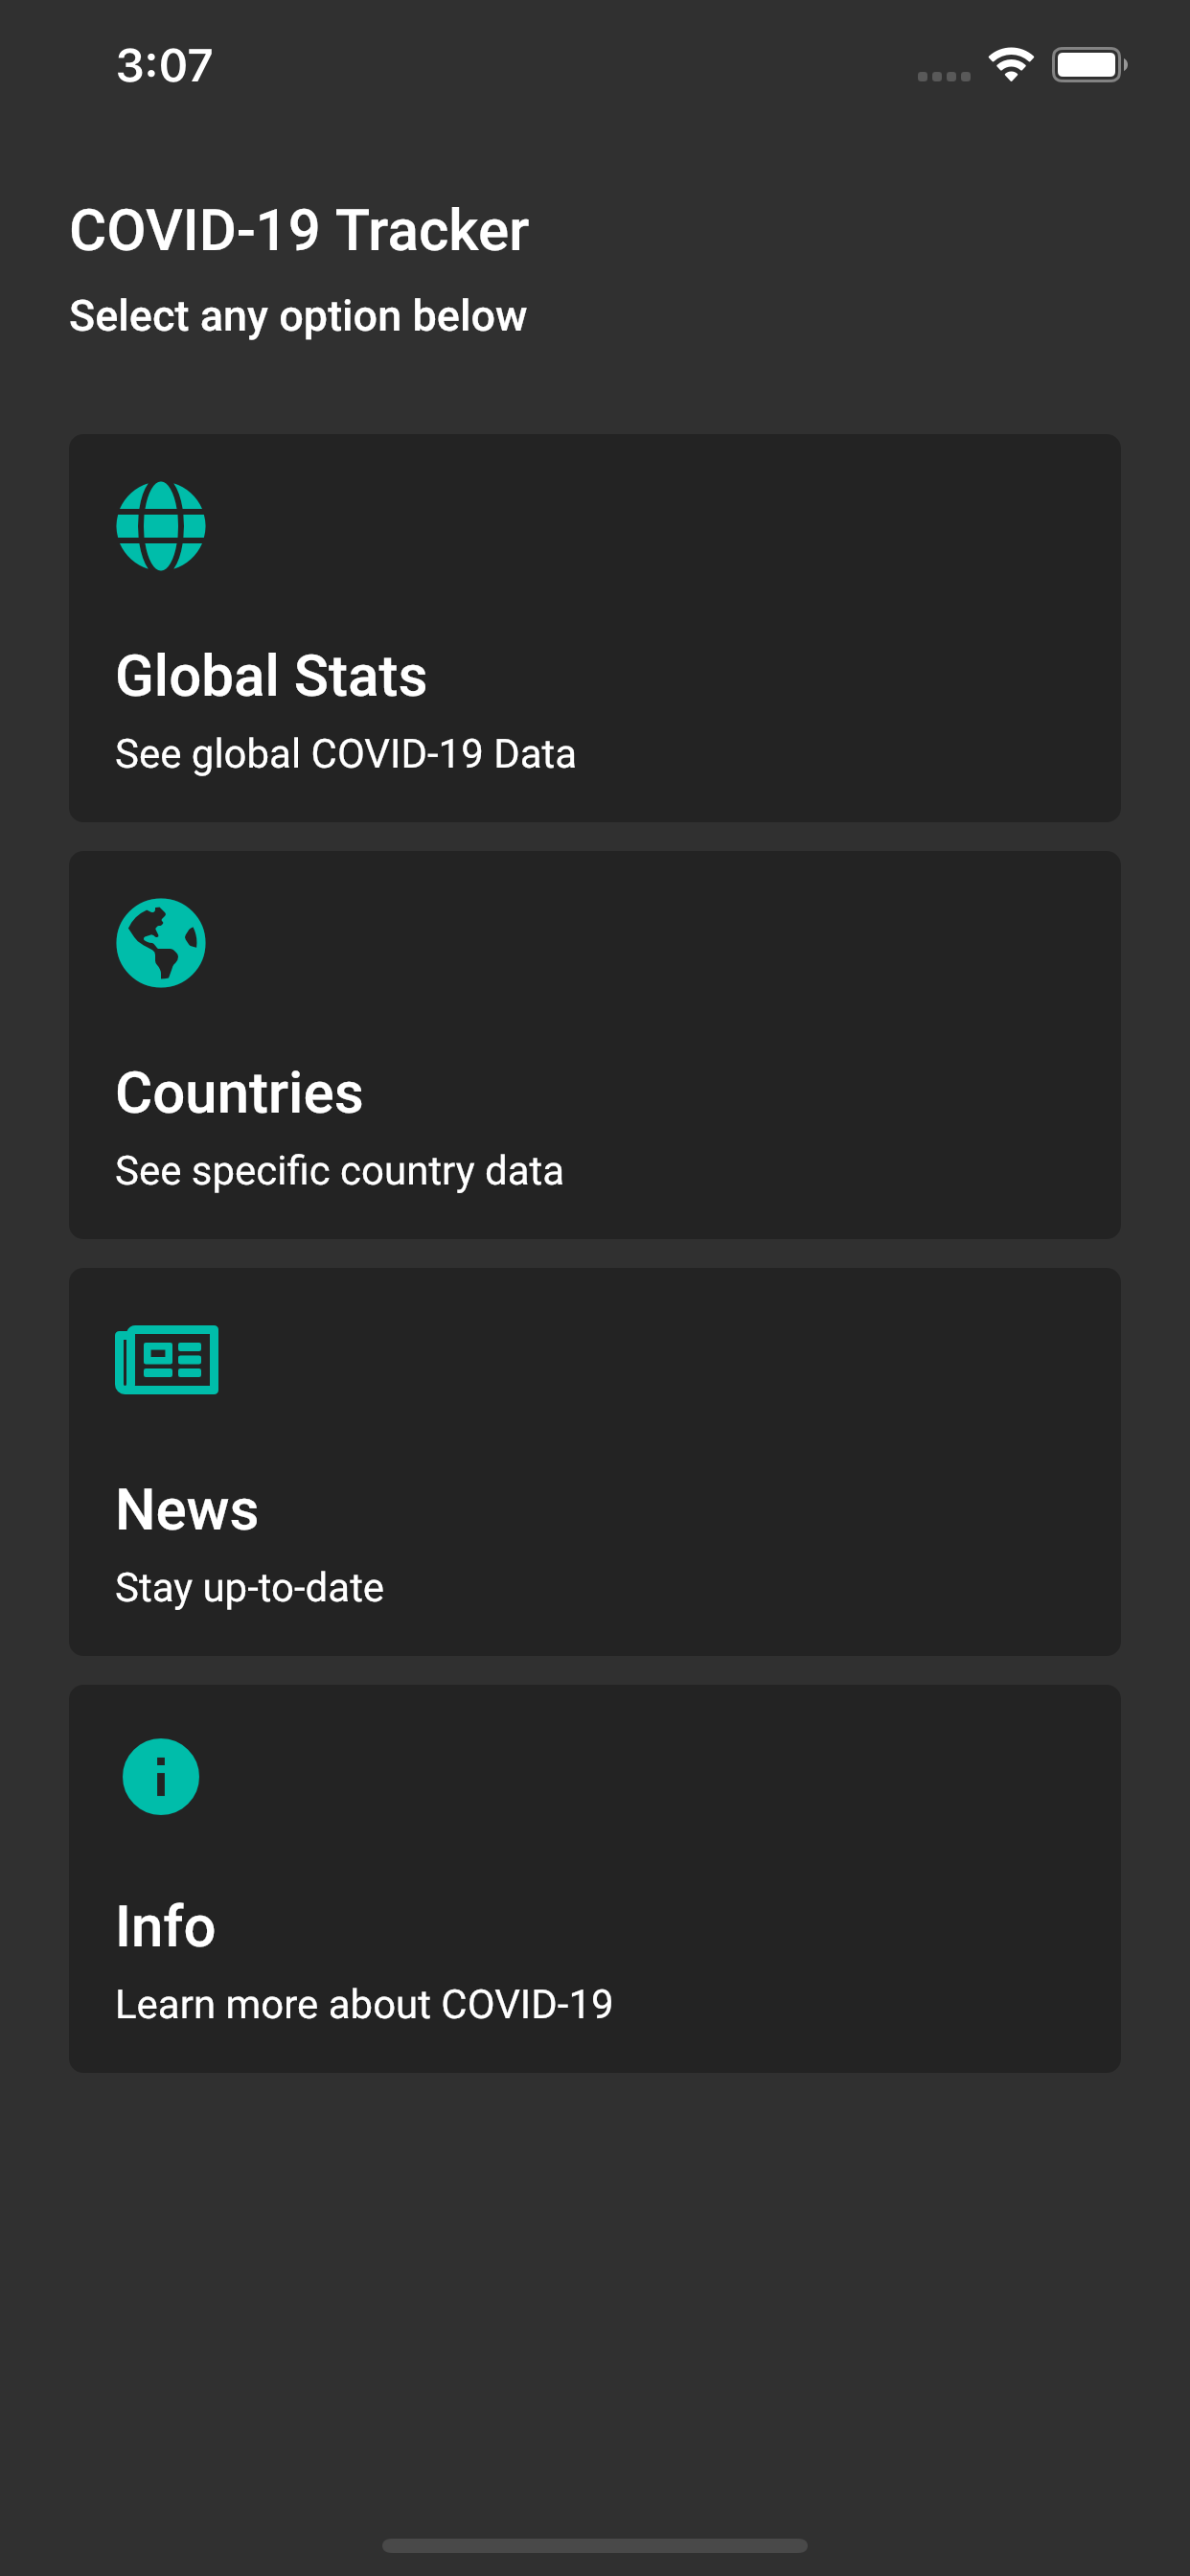 3:07
COVID-19 Tracker
Select any option below
Global Stats
See global COVID-19 Data
Countries
See specific country data
News
Stay up-to-date
Info
Learn more about COVID-19